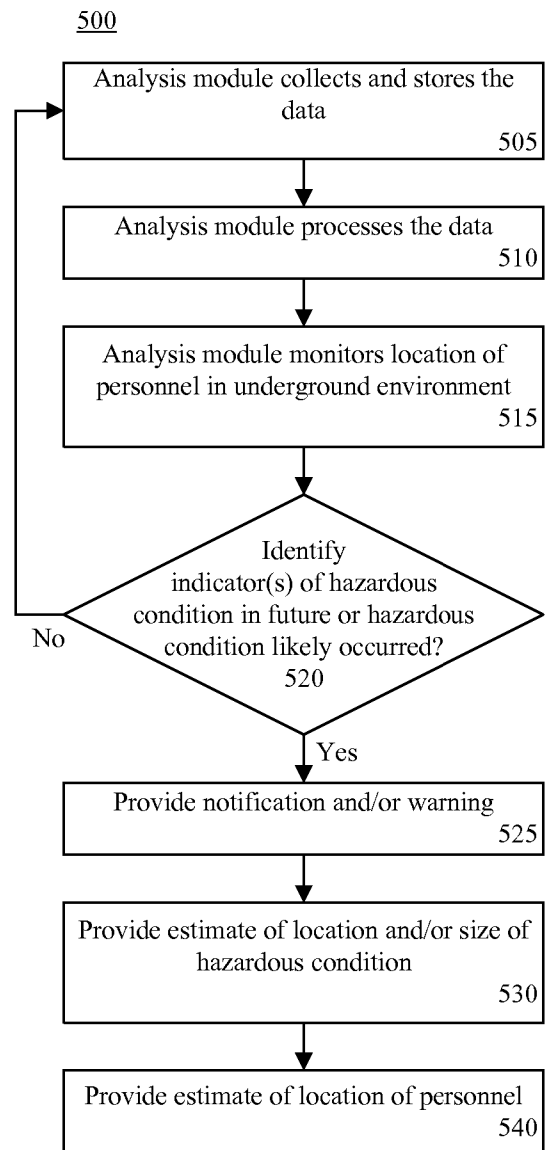 500
Analysis module collects and stores the
data
505
Analysis module processes the data
510
Analysis module monitors location of
personnel in underground environment
515
Identify
indicator(s) of hazardous
condition in future or hazardous
condition likely occurred?
520
No
Yes
Provide notification and/or warning
525
Provide estimate of location and/or size of
hazardous condition
530
Provide estimate of location of personnel
540